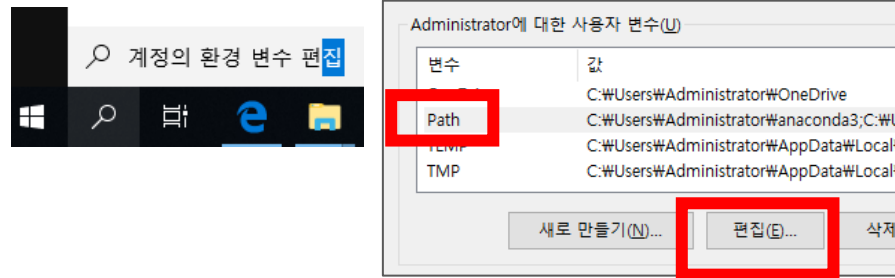 계정의 환경 변수 편집
Administrator에 대한 사용자 변수(U)
변수 값
C:₩Users₩Administrator₩OneDrive
Path C:₩Users₩Administrator₩anaconda3;C:₩U
TEMP C:₩Users₩Administrator₩AppData₩Local₩
TMP C:₩Users₩Administrator₩AppData₩Local₩
새로 만들기(N)... 편집(E)... 삭제